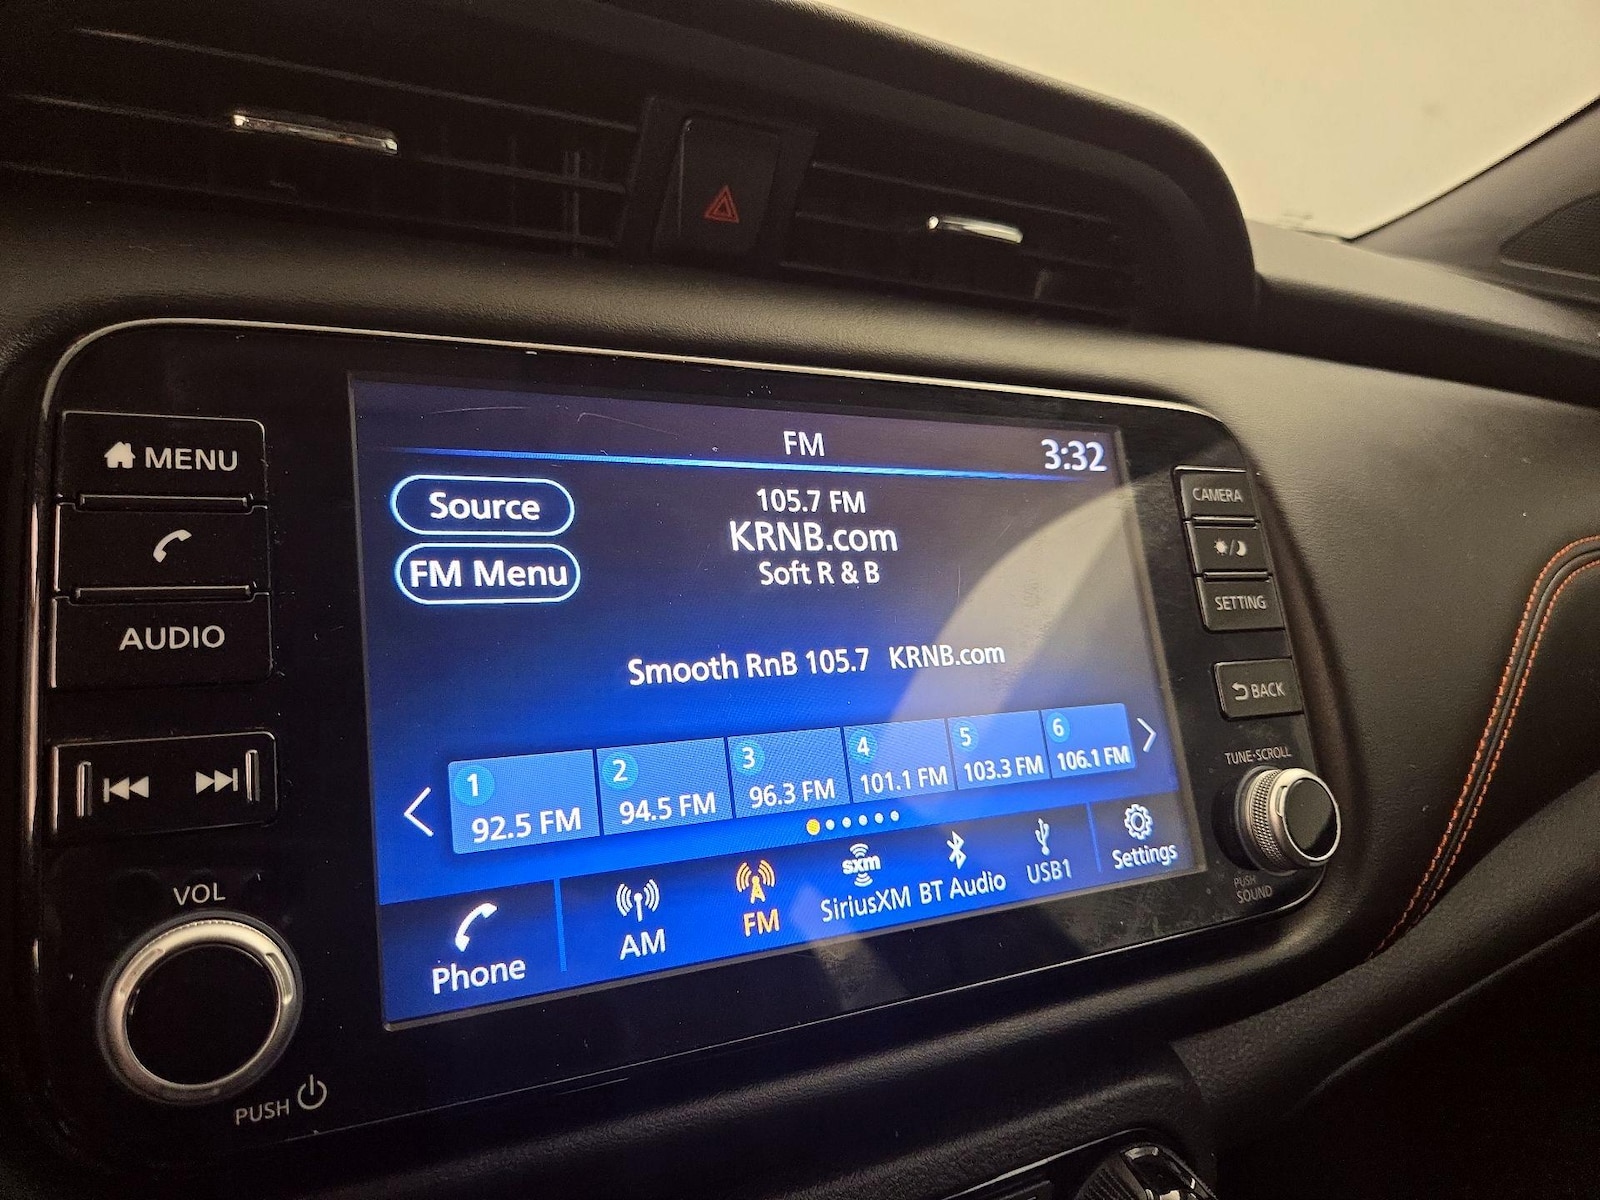 MENU
AUDIO
VOL
PUSH
FM
3:32
Source
FM Menu
105.7 FM
KRNB.com
Soft R & B
Smooth RnB 105.7 KRNB.com
1
92.5 FM
2
94.5 FM
3
96.3 FM
4
101.1 FM
5
103.3 FM
6
106.1 FM
Phone
AM
FM
sxm
SiriusXM
BT Audio
USB1
Settings
CAMERA
SETTING
BACK
TUNE·SCROLL
PUSH
SOUND